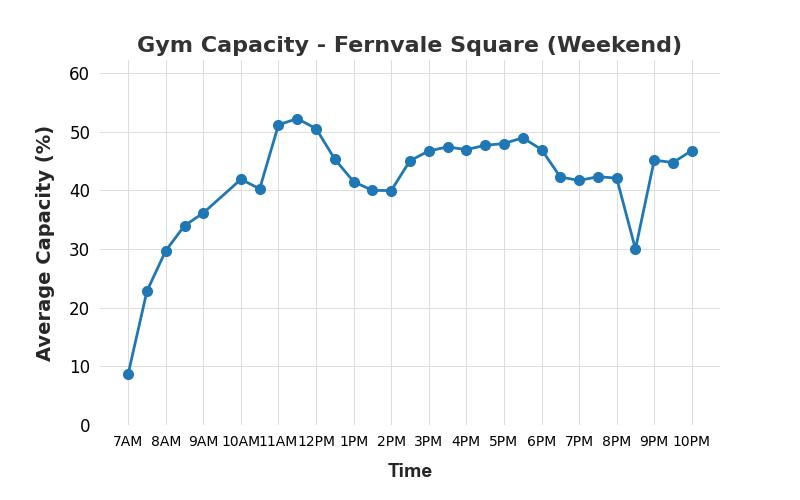 Gym Capacity - Fernvale Square (Weekend)
Average Capacity (%)
60
50
40
30
20
10
0
7AM 8AM 9AM 10AM 11AM 12PM 1PM 2PM 3PM 4PM 5PM 6PM 7PM 8PM 9PM 10PM
Time